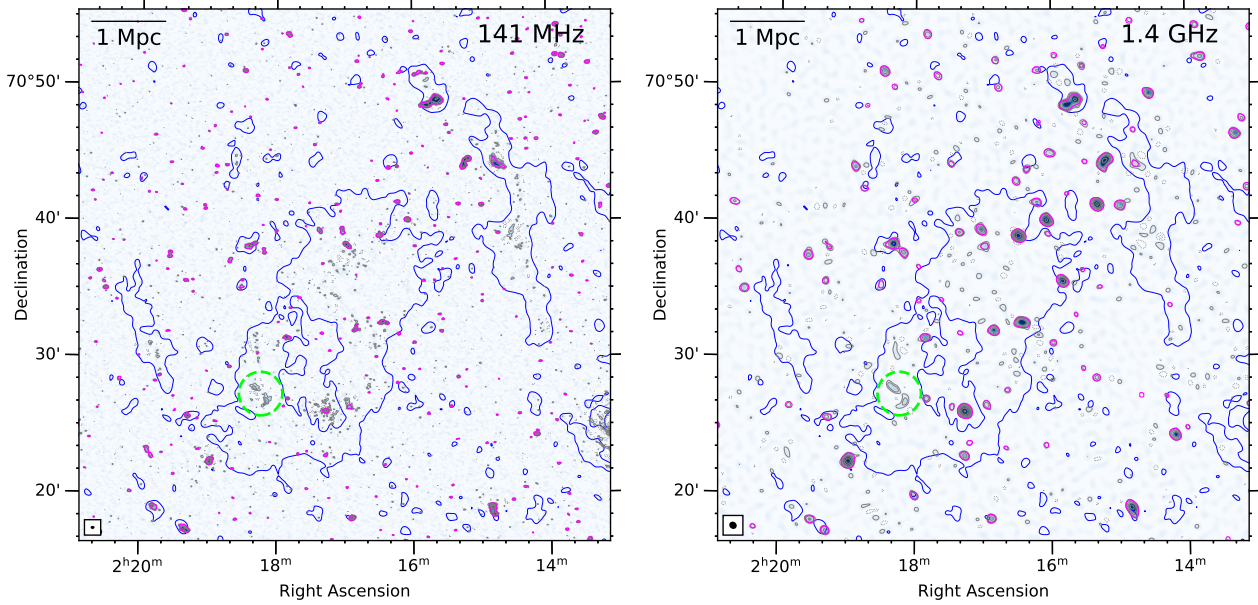 1 Mpc
141 MHz
70°50'
40'
30'
20'
Declination
2ʰ20ᵐ
18ᵐ
16ᵐ
14ᵐ
Right Ascension
1 Mpc
1.4 GHz
70°50'
40'
30'
20'
Declination
2ʰ20ᵐ
18ᵐ
16ᵐ
14ᵐ
Right Ascension